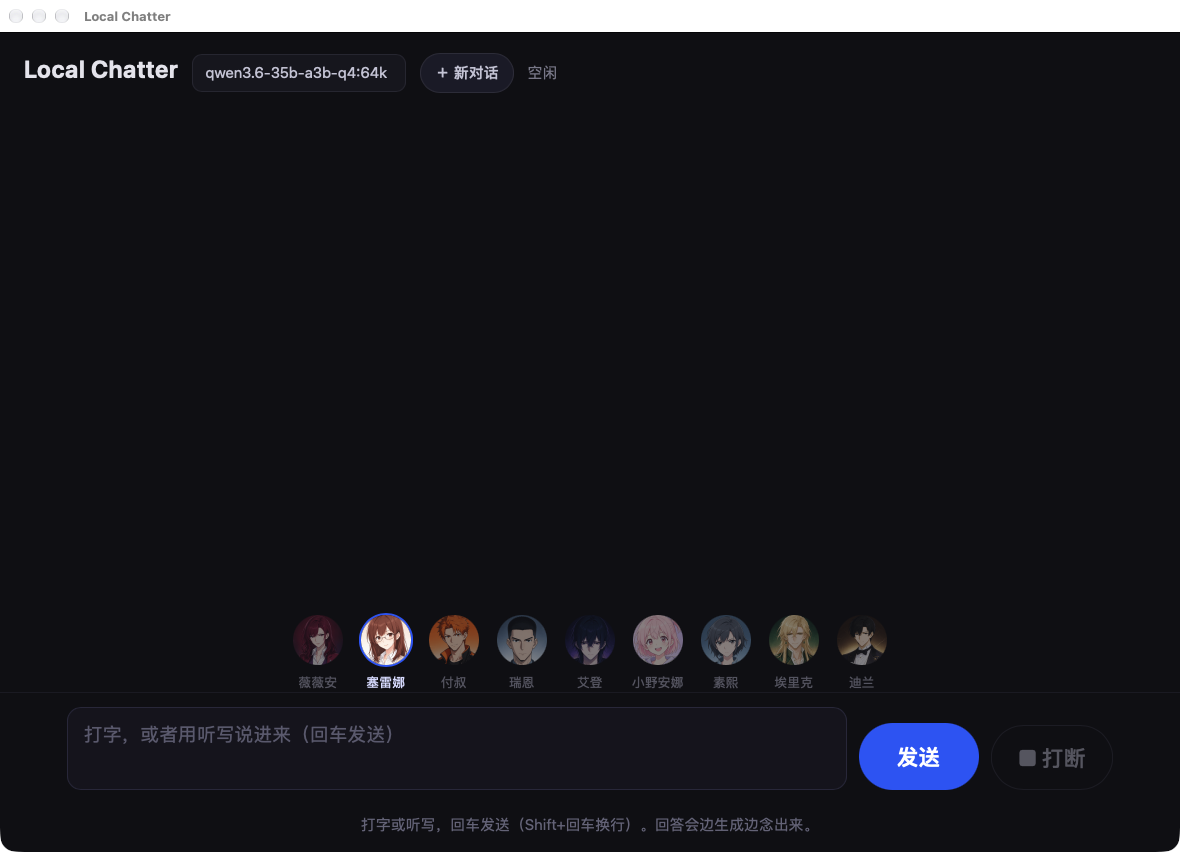 Local Chatter
Local Chatter
qwen3.6-35b-a3b-q4:64k
+ 新对话
空闲
薇薇安
塞雷娜
付叔
瑞恩
艾登
小野安娜
素熙
埃里克
迪兰
打字，或者用听写说进来（回车发送）
发送
打断
打字或听写，回车发送（Shift+回车换行）。回答会边生成边念出来。